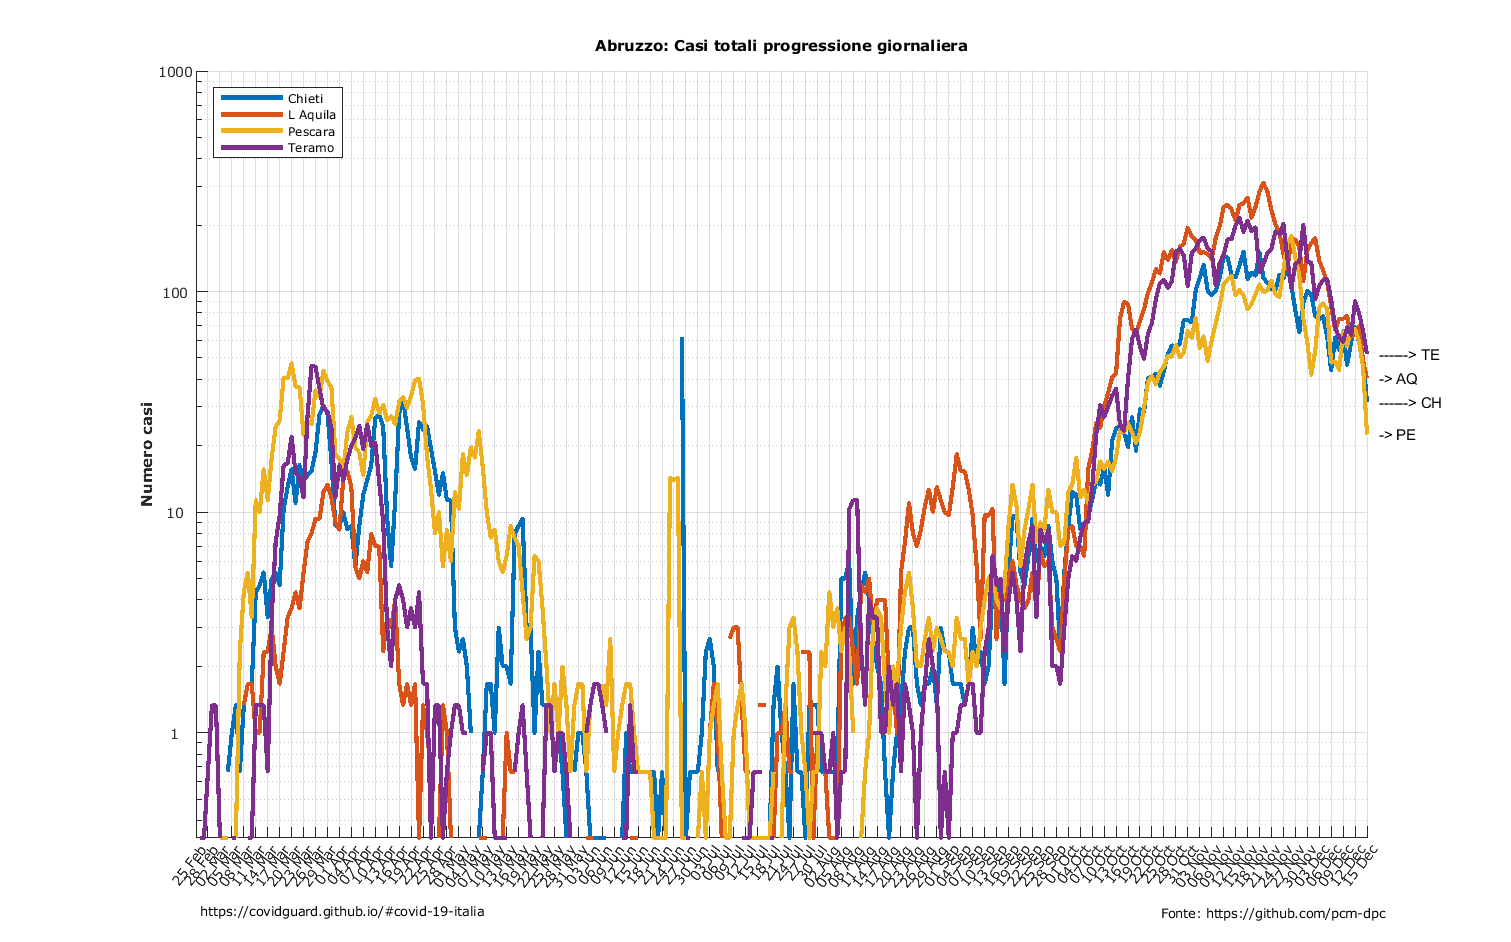 Abruzzo: Casi totali progressione giornaliera
1000
100
10
1
Numero casi
Chieti
L Aquila
Pescara
Teramo
------> TE
-> AQ
------> CH
-> PE
25 Feb
28 Feb
02 Mar
05 Mar
08 Mar
11 Mar
14 Mar
17 Mar
20 Mar
23 Mar
26 Mar
29 Mar
01 Apr
04 Apr
07 Apr
10 Apr
13 Apr
16 Apr
19 Apr
22 Apr
25 Apr
28 Apr
01 May
04 May
07 May
10 May
13 May
16 May
19 May
22 May
25 May
28 May
31 May
03 Jun
06 Jun
09 Jun
12 Jun
15 Jun
18 Jun
21 Jun
24 Jun
27 Jun
30 Jun
03 Jul
06 Jul
09 Jul
12 Jul
15 Jul
18 Jul
21 Jul
24 Jul
27 Jul
30 Jul
02 Aug
05 Aug
08 Aug
11 Aug
14 Aug
17 Aug
20 Aug
23 Aug
26 Aug
29 Aug
01 Sep
04 Sep
07 Sep
10 Sep
13 Sep
16 Sep
19 Sep
22 Sep
25 Sep
28 Sep
01 Oct
04 Oct
07 Oct
10 Oct
13 Oct
16 Oct
19 Oct
22 Oct
25 Oct
28 Oct
31 Oct
03 Nov
06 Nov
09 Nov
12 Nov
15 Nov
18 Nov
21 Nov
24 Nov
27 Nov
30 Nov
03 Dec
06 Dec
09 Dec
12 Dec
15 Dec
https://covidguard.github.io/#covid-19-italia
Fonte: https://github.com/pcm-dpc